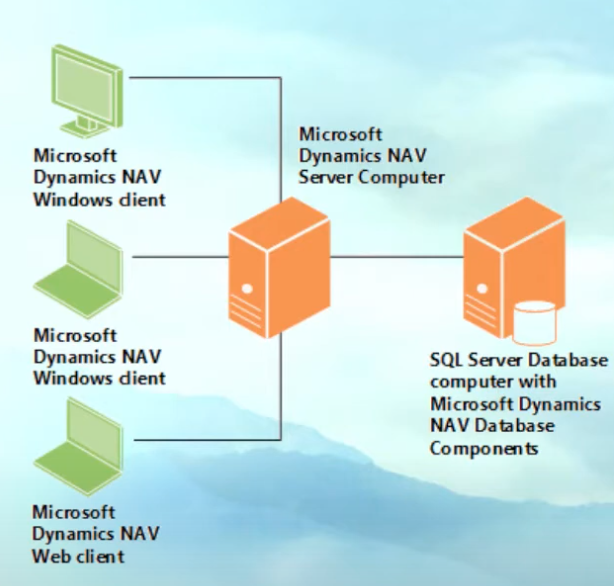 Microsoft
Dynamics NAV
Windows client
Microsoft
Dynamics NAV
Server Computer
Microsoft
Dynamics NAV
Windows client
SQL Server Database
computer with
Microsoft Dynamics
NAV Database
Components
Microsoft
Dynamics NAV
Web client